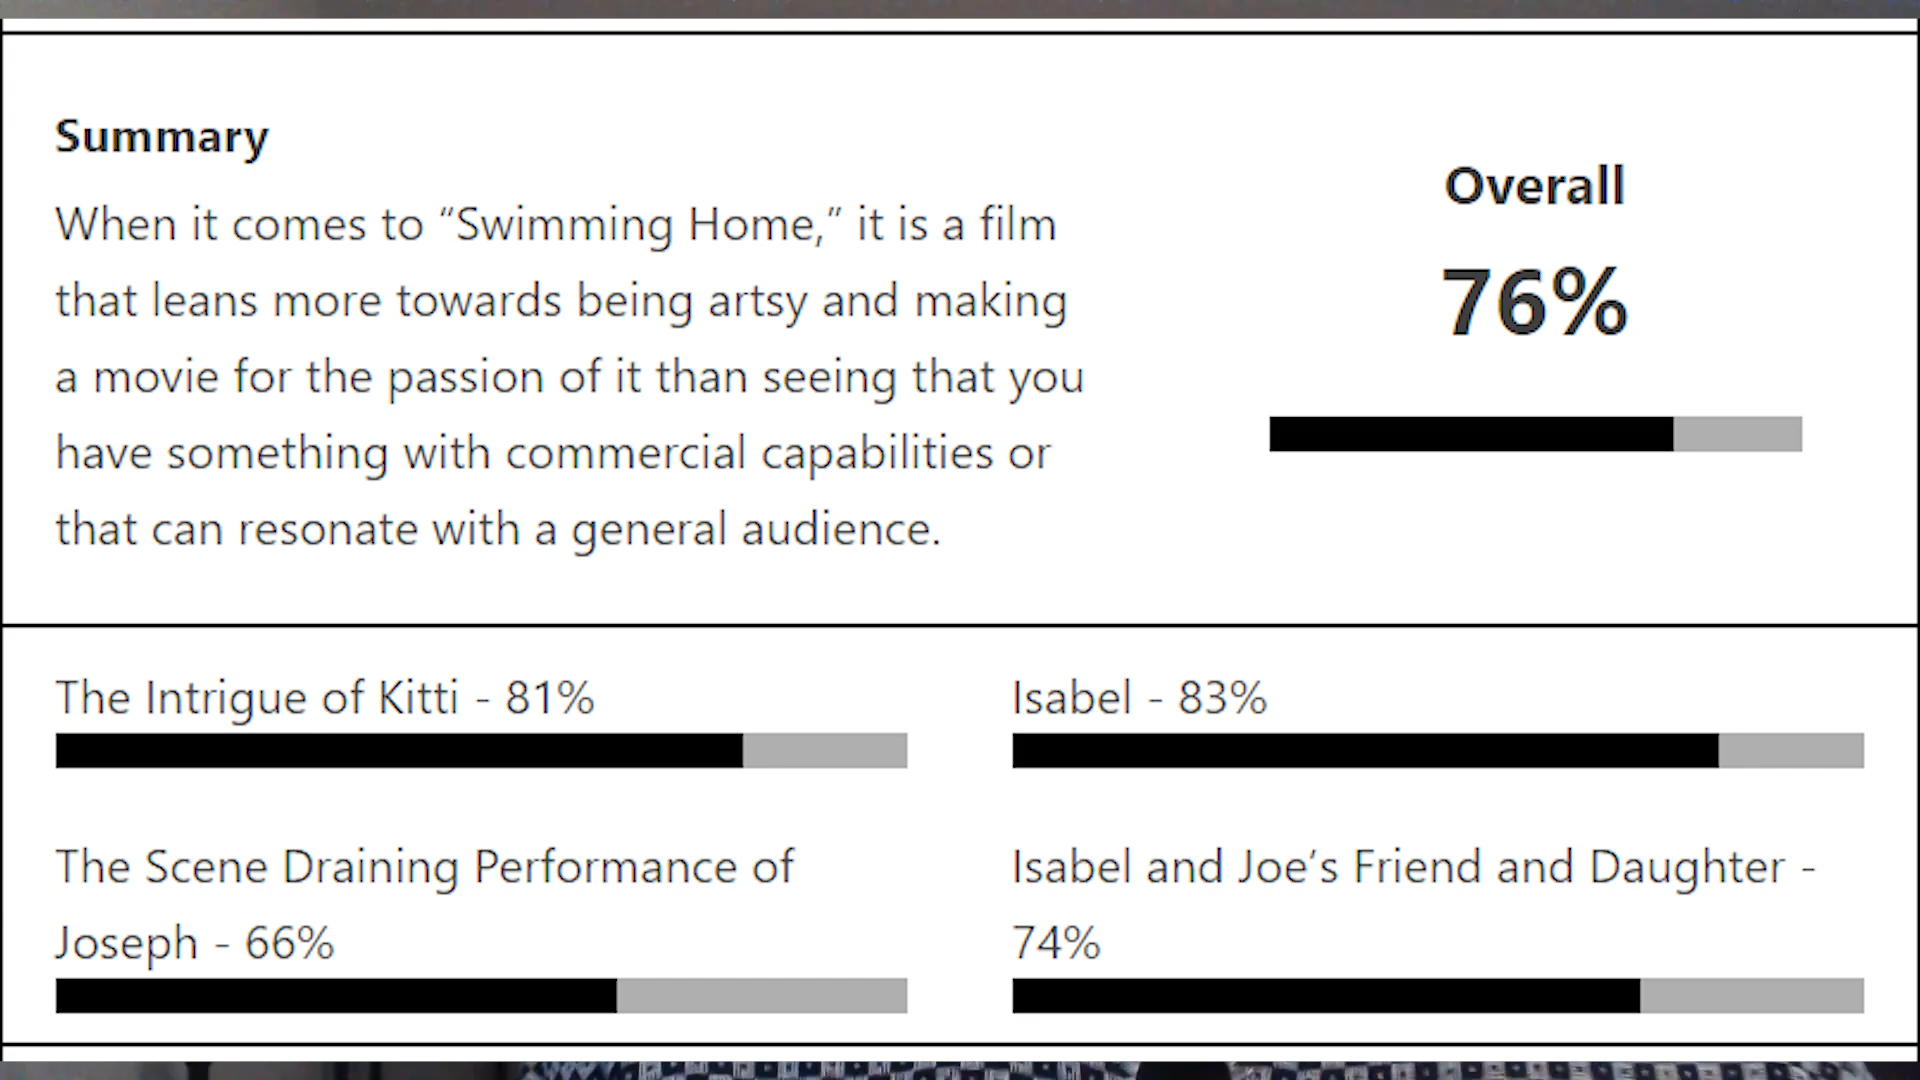 Summary
When it comes to “Swimming Home,” it is a film
that leans more towards being artsy and making
a movie for the passion of it than seeing that you
have something with commercial capabilities or
that can resonate with a general audience.
Overall
76%
The Intrigue of Kitti - 81%
Isabel - 83%
The Scene Draining Performance of
Joseph - 66%
Isabel and Joe’s Friend and Daughter -
74%